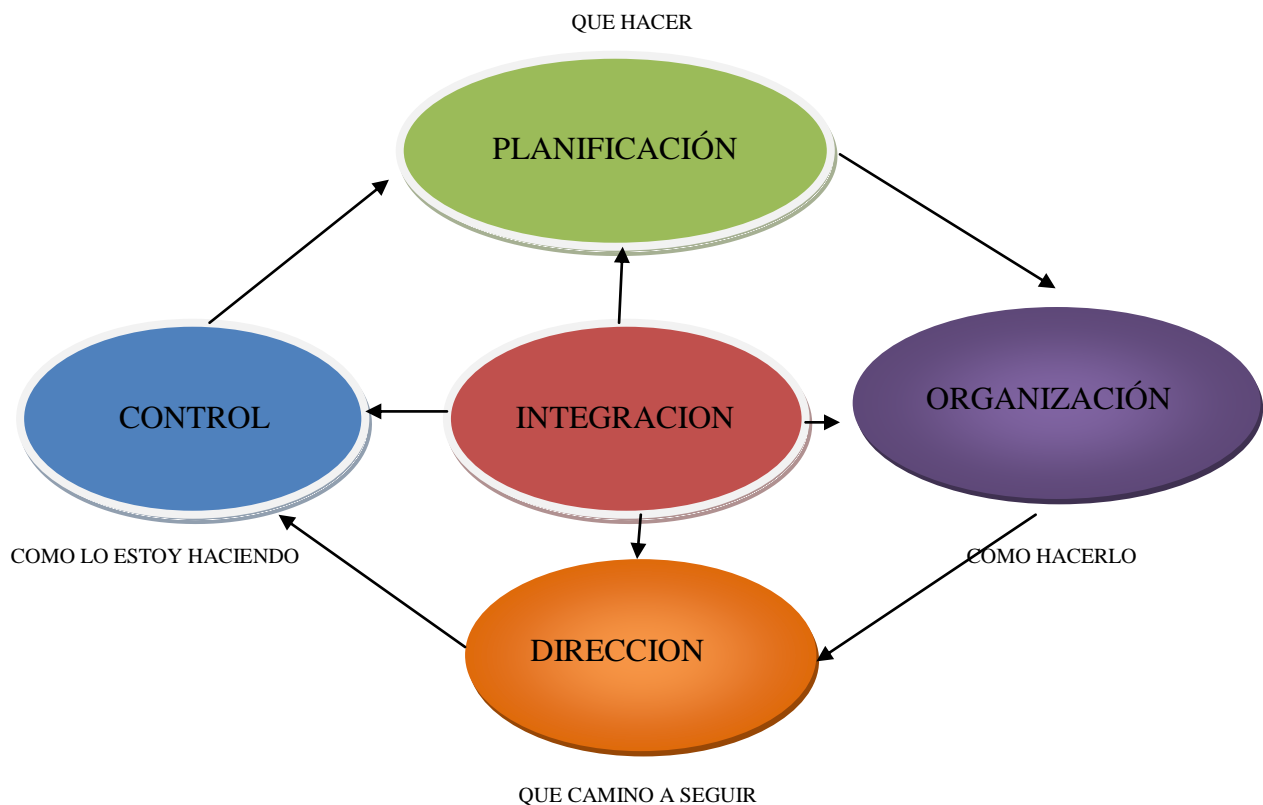 QUE HACER
PLANIFICACIÓN
CONTROL
INTEGRACION
ORGANIZACIÓN
COMO LO ESTOY HACIENDO
COMO HACERLO
DIRECCION
QUE CAMINO A SEGUIR